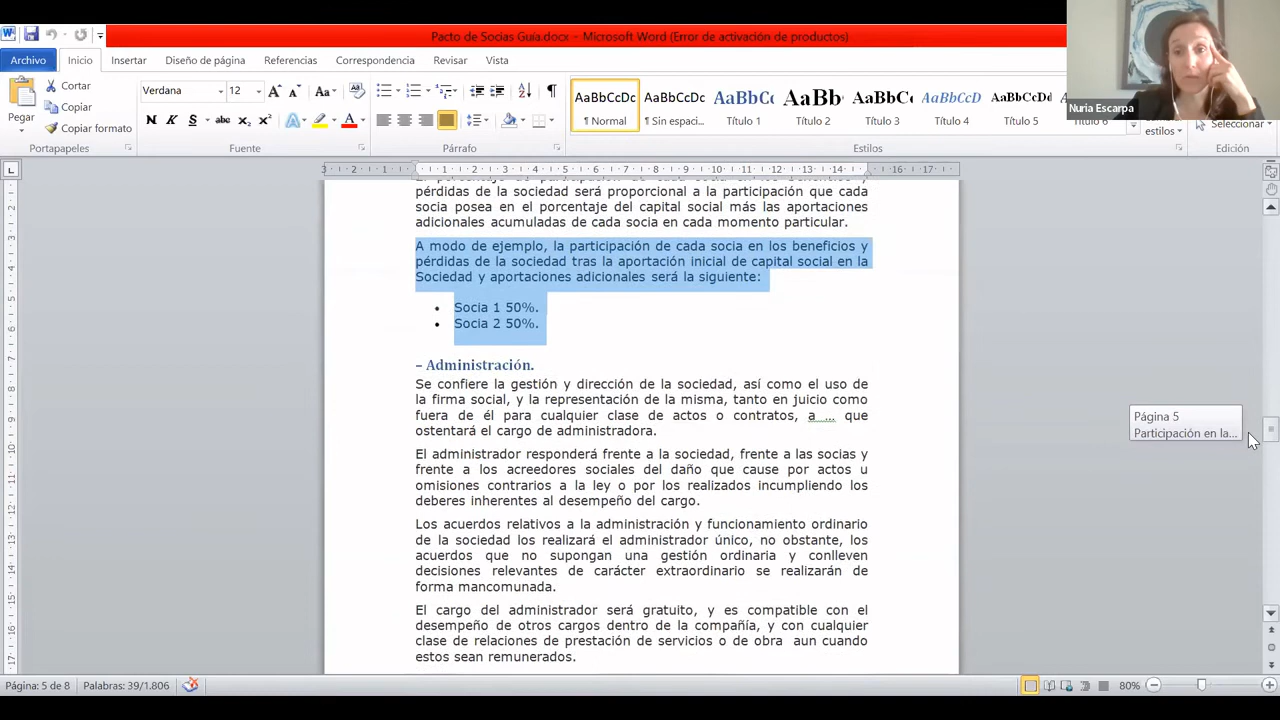 Pacto de Socias Guía.docx - Microsoft Word (Error de activación de productos)
Archivo Inicio Insertar Diseño de página Referencias Correspondencia Revisar Vista
Pegar
Cortar
Copiar
Copiar formato
Portapapeles
Verdana 12
N K S abc x₂ x²
Fuente
Párrafo
AaBbCcDc AaBbCcDc AaBbC AaBb AaBbC AaBbCcD AaBbCcDd
¶ Normal ¶ Sin espaci... Título 1 Título 2 Título 3 Título 4 Título 5
estilos
Estilos
Seleccionar
Edición
Nuria Escarpa
pérdidas de la sociedad será proporcional a la participación que cada
socia posea en el porcentaje del capital social más las aportaciones
adicionales acumuladas de cada socia en cada momento particular.
A modo de ejemplo, la participación de cada socia en los beneficios y
pérdidas de la sociedad tras la aportación inicial de capital social en la
Sociedad y aportaciones adicionales será la siguiente:
• Socia 1 50%.
• Socia 2 50%.
– Administración.
Se confiere la gestión y dirección de la sociedad, así como el uso de
la firma social, y la representación de la misma, tanto en juicio como
fuera de él para cualquier clase de actos o contratos, a ... que
ostentará el cargo de administradora.
El administrador responderá frente a la sociedad, frente a las socias y
frente a los acreedores sociales del daño que cause por actos u
omisiones contrarios a la ley o por los realizados incumpliendo los
deberes inherentes al desempeño del cargo.
Los acuerdos relativos a la administración y funcionamiento ordinario
de la sociedad los realizará el administrador único, no obstante, los
acuerdos que no supongan una gestión ordinaria y conlleven
decisiones relevantes de carácter extraordinario se realizarán de
forma mancomunada.
El cargo del administrador será gratuito, y es compatible con el
desempeño de otros cargos dentro de la compañía, y con cualquier
clase de relaciones de prestación de servicios o de obra aun cuando
estos sean remunerados.
Página 5
Participación en la...
Página: 5 de 8 Palabras: 39/1.806
80%